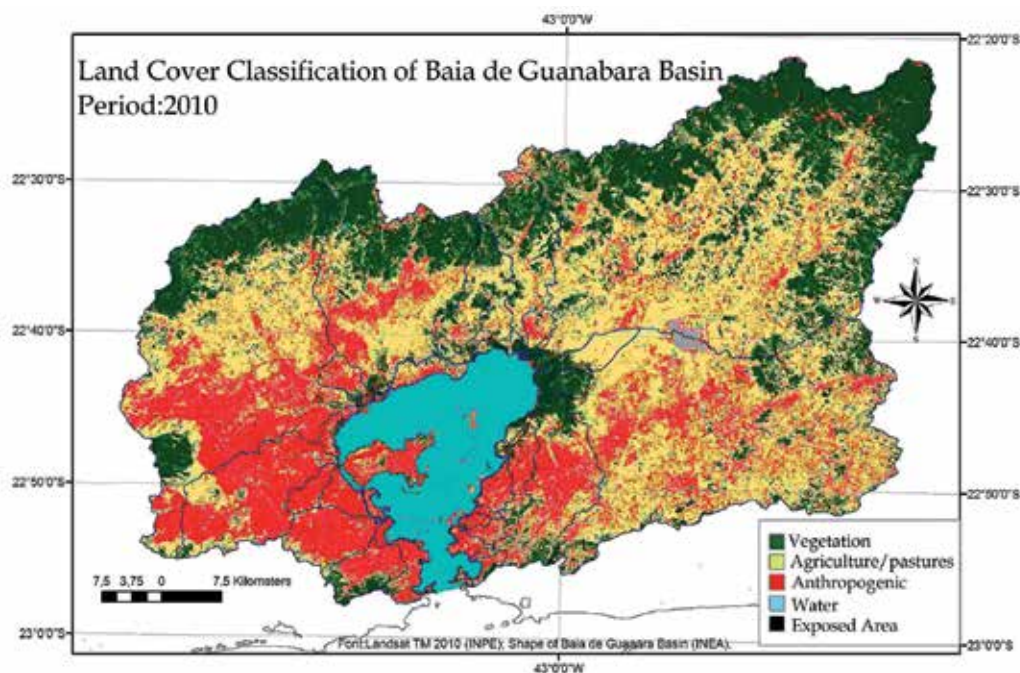 43°0'0"W
22°20'0"S
Land Cover Classification of Baia de Guanabara Basin
Period:2010
22°30'0"S
22°30'0"S
N
W
E
S
22°40'0"S
22°40'0"S
22°50'0"S
22°50'0"S
Vegetation
Agriculture/pastures
Anthropogenic
Water
Exposed Area
7,5 3,75 0 7,5 Kilometers
23°0'0"S
23°0'0"S
Font:Landsat TM 2010 (INPE); Shape of Baia de Guanara Basin (INEA).
43°0'0"W